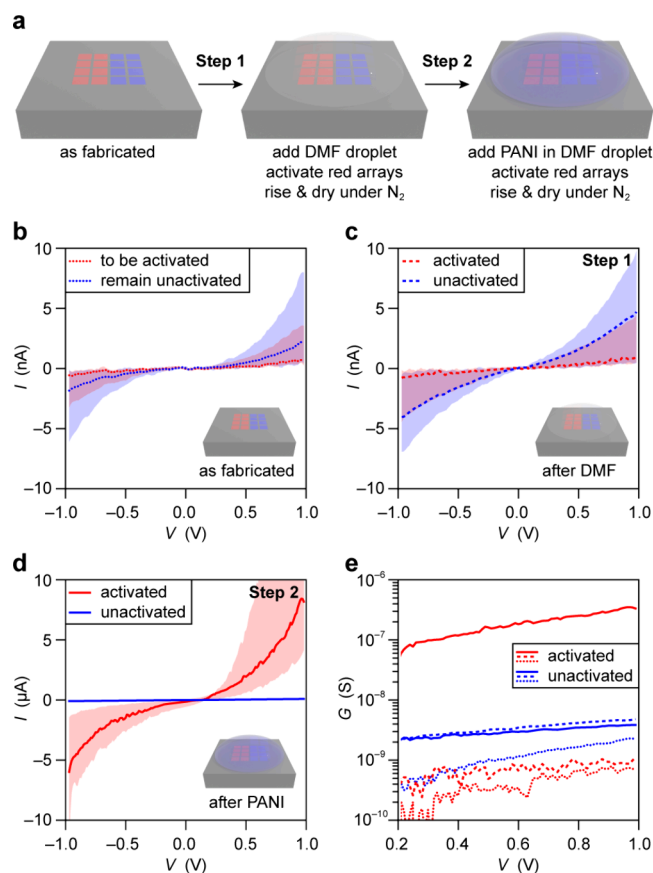 a
Step 1
Step 2
as fabricated
add DMF droplet
activate red arrays
rise & dry under N₂
add PANI in DMF droplet
activate red arrays
rise & dry under N₂
b
10
5
0
−5
−10
I (nA)
to be activated
remain unactivated
as fabricated
−1.0
−0.5
0.0
0.5
1.0
V (V)
c
10
5
0
−5
−10
I (nA)
activated
unactivated
Step 1
after DMF
−1.0
−0.5
0.0
0.5
1.0
V (V)
d
10
5
0
−5
−10
I (µA)
activated
unactivated
Step 2
after PANI
−1.0
−0.5
0.0
0.5
1.0
V (V)
e
10⁻⁶
10⁻⁷
10⁻⁸
10⁻⁹
10⁻¹⁰
G (S)
activated
unactivated
0.2
0.4
0.6
0.8
1.0
V (V)